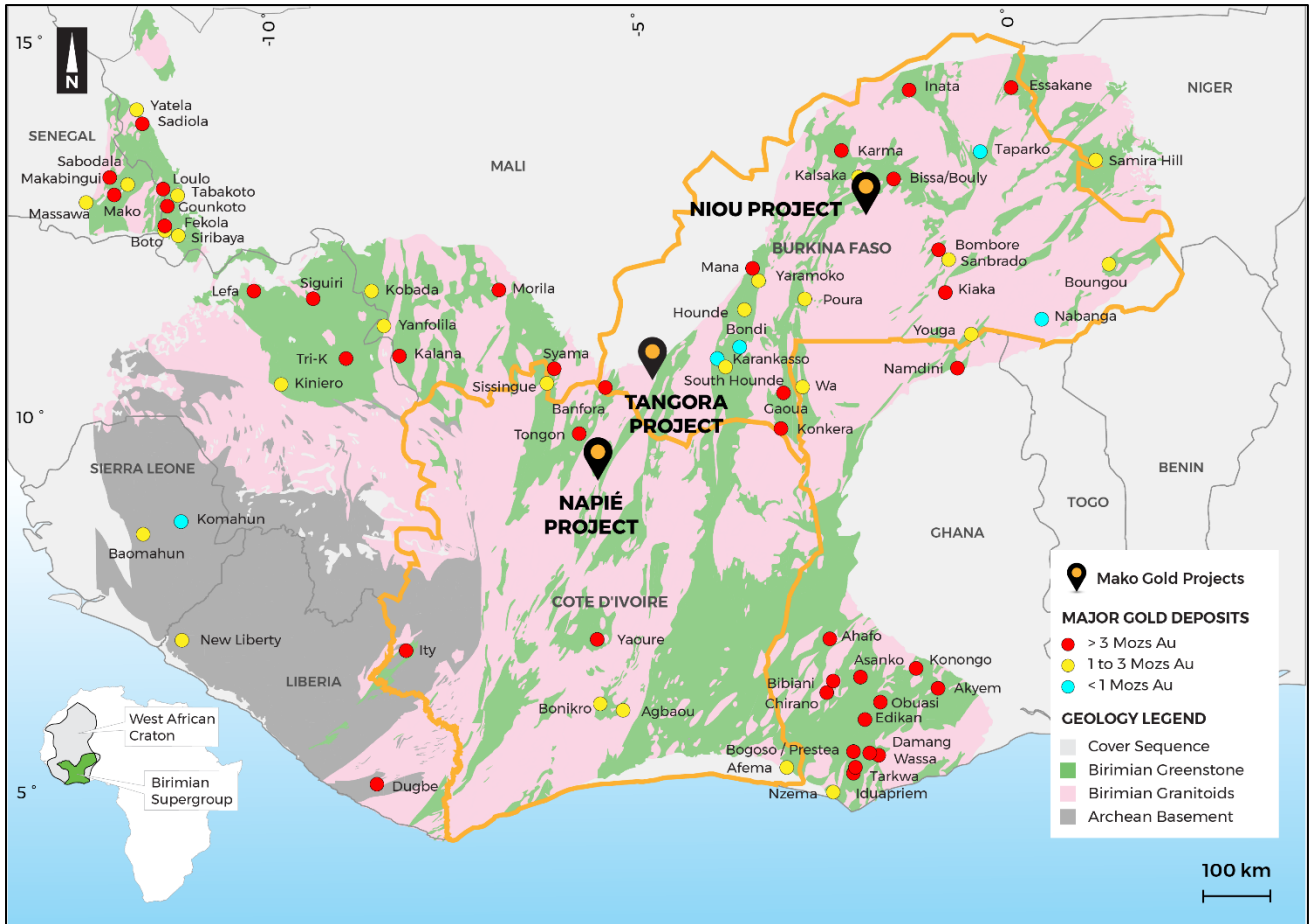 -10°
-5°
0°
15°
N
Yatela
Sadiola
SENEGAL
Sabodala
Makabingui
Loulo
Tabakoto
Massawa
Mako
Gounkoto
Fekola
Boto
Siribaya
MALI
NIGER
Inata
Essakane
Karma
Taparko
Samira Hill
Kalsaka
Bissa/Bouly
NIOU PROJECT
BURKINA FASO
Bombore
Sanbrado
Mana
Yaramoko
Boungou
Kiaka
Poura
Hounde
Nabanga
Bondi
Youga
Lefa
Siguiri
Kobada
Morila
Yanfolila
Tri-K
Kalana
Syama
Karankasso
Namdini
Kiniero
Sissingue
South Hounde
Wa
Banfora
Gaoua
10°
TANGORA
PROJECT
Tongon
Konkera
SIERRA LEONE
BENIN
NAPIÉ
PROJECT
TOGO
Komahun
GHANA
Baomahun
Mako Gold Projects
COTE D'IVOIRE
MAJOR GOLD DEPOSITS
New Liberty
Yaoure
Ahafo
> 3 Mozs Au
Ity
Asanko
Konongo
1 to 3 Mozs Au
LIBERIA
Bibiani
Akyem
< 1 Mozs Au
Chirano
Obuasi
Bonikro
Agbaou
Edikan
GEOLOGY LEGEND
West African
Craton
Damang
Cover Sequence
Bogoso / Prestea
Wassa
Afema
Birimian Greenstone
Birimian
Supergroup
Dugbe
Tarkwa
5°
Nzema
Iduapriem
Birimian Granitoids
Archean Basement
100 km